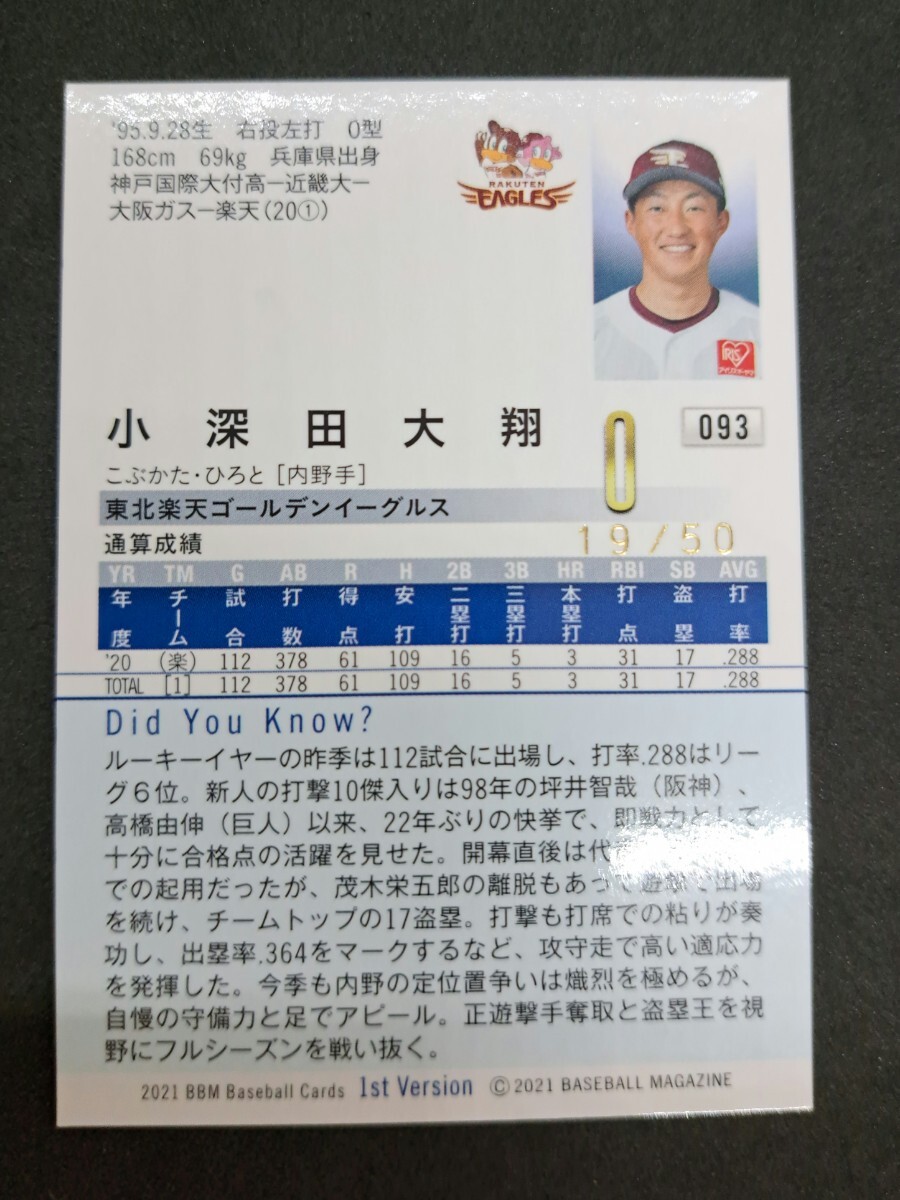 '95.9.28生 右投左打 O型
168cm 69kg 兵庫県出身
神戸国際大付高ー近畿大ー
大阪ガスー楽天(20①)
RAKUTEN
EAGLES
IRIS
アイリスオーヤマ
小深田大翔
0
093
こぶかた・ひろと [内野手]
東北楽天ゴールデンイーグルス
19/50
通算成績
YR TM G AB R H 2B 3B HR RBI SB AVG
年度 チーム 試合 打数 得点 安打 二塁打 三塁打 本塁打 打点 盗塁 打率
'20 (楽) 112 378 61 109 16 5 3 31 17 .288
TOTAL [1] 112 378 61 109 16 5 3 31 17 .288
Did You Know?
ルーキーイヤーの昨季は112試合に出場し、打率.288はリー
グ6位。新人の打撃10傑入りは98年の坪井智哉（阪神）、
高橋由伸（巨人）以来、22年ぶりの快挙で、即戦力として
十分に合格点の活躍を見せた。開幕直後は代
での起用だったが、茂木栄五郎の離脱もあって遊撃で出場
を続け、チームトップの17盗塁。打撃も打席での粘りが奏
功し、出塁率.364をマークするなど、攻守走で高い適応力
を発揮した。今季も内野の定位置争いは熾烈を極めるが、
自慢の守備力と足でアピール。正遊撃手奪取と盗塁王を視
野にフルシーズンを戦い抜く。
2021 BBM Baseball Cards 1st Version ©2021 BASEBALL MAGAZINE